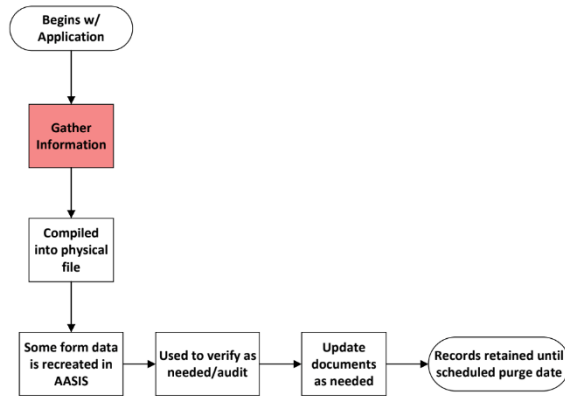 Begins w/
Application
Gather
Information
Compiled
into physical
file
Some form data
is recreated in
AASIS
Used to verify as
needed/audit
Update
documents
as needed
Records retained until
scheduled purge date